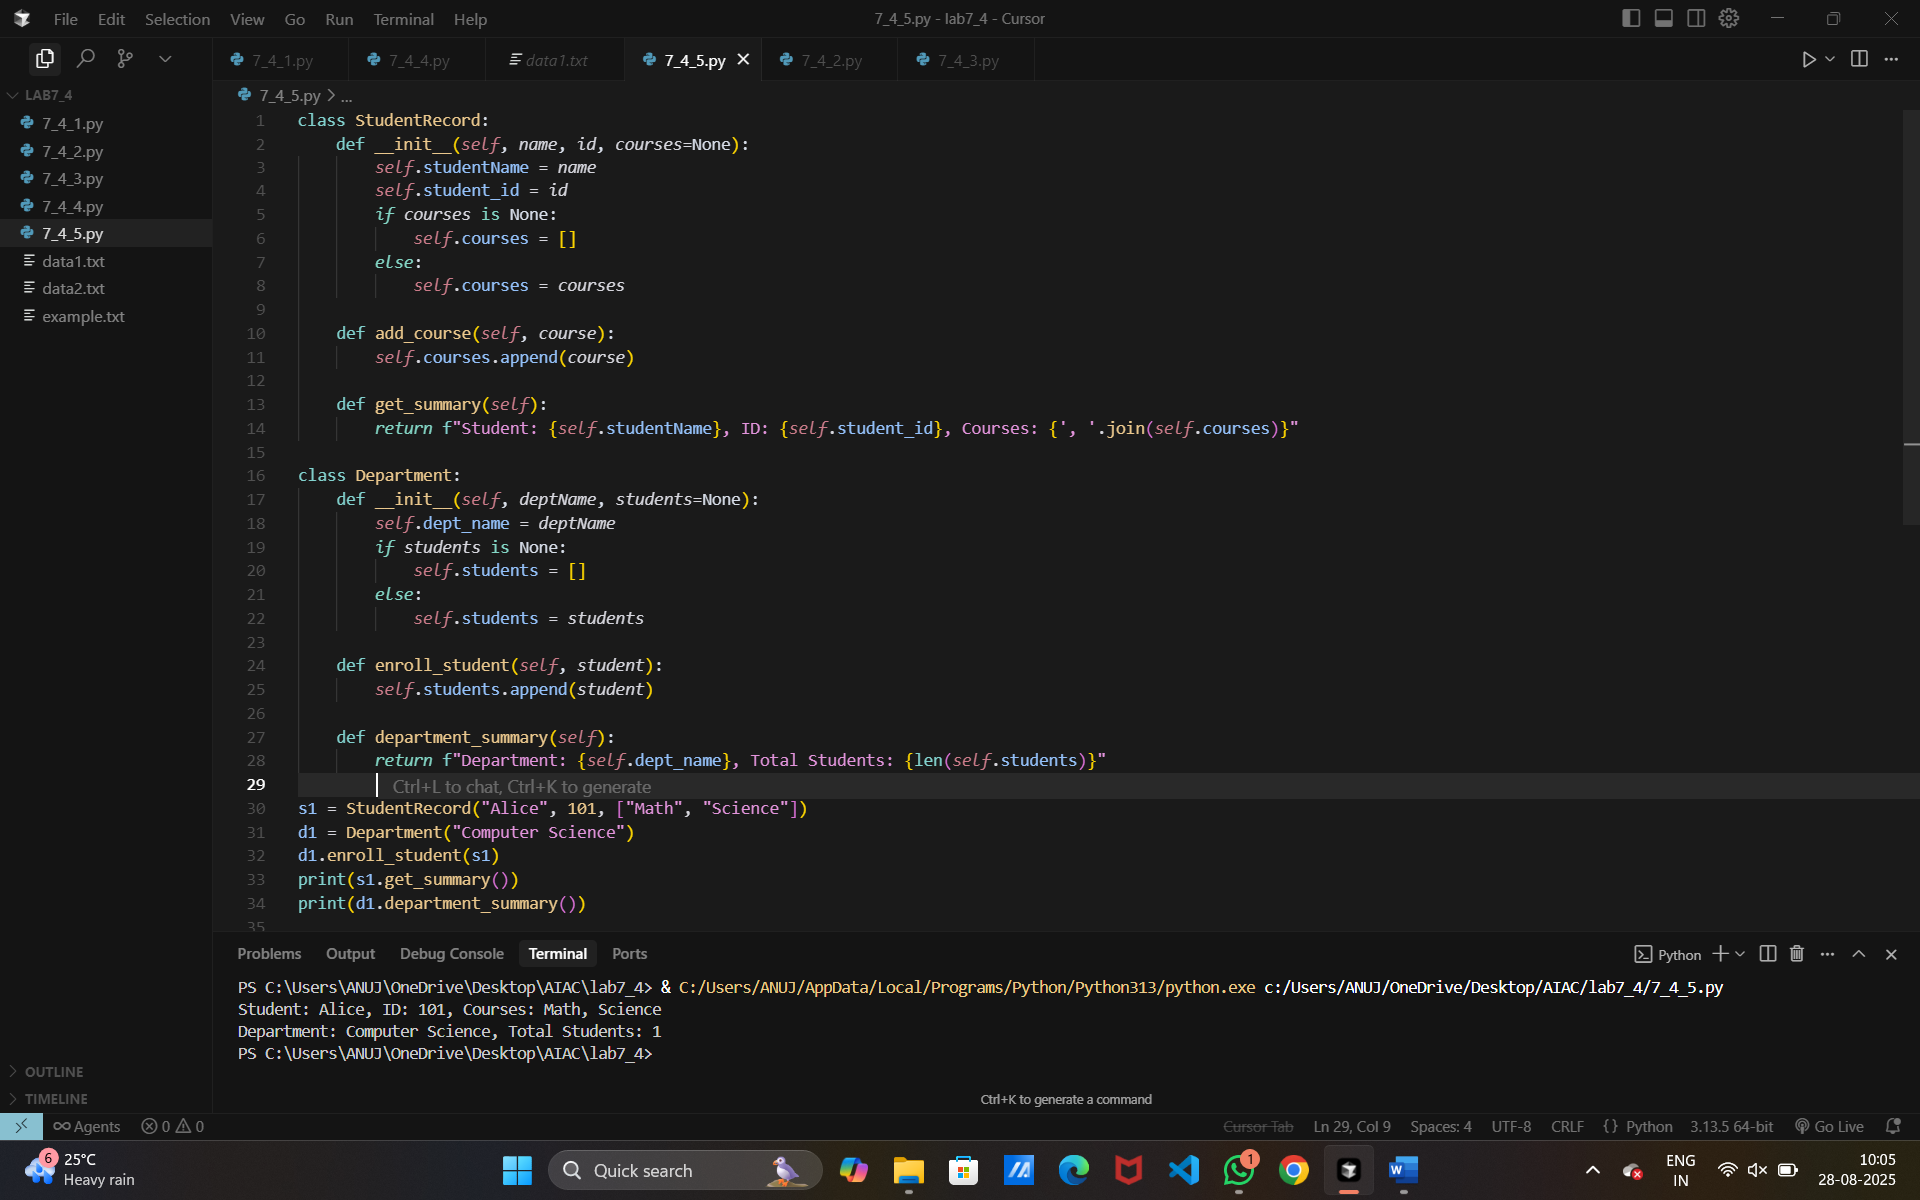 File Edit Selection View Go Run Terminal Help
7_4_5.py - lab7_4 - Cursor
7_4_1.py 7_4_4.py data1.txt 7_4_5.py 7_4_2.py 7_4_3.py
LAB7_4
7_4_1.py
7_4_2.py
7_4_3.py
7_4_4.py
7_4_5.py
data1.txt
data2.txt
example.txt
7_4_5.py > ...
1 class StudentRecord:
2     def __init__(self, name, id, courses=None):
3         self.studentName = name
4         self.student_id = id
5         if courses is None:
6             self.courses = []
7         else:
8             self.courses = courses
9
10     def add_course(self, course):
11         self.courses.append(course)
12
13     def get_summary(self):
14         return f"Student: {self.studentName}, ID: {self.student_id}, Courses: {', '.join(self.courses)}"
15
16 class Department:
17     def __init__(self, deptName, students=None):
18         self.dept_name = deptName
19         if students is None:
20             self.students = []
21         else:
22             self.students = students
23
24     def enroll_student(self, student):
25         self.students.append(student)
26
27     def department_summary(self):
28         return f"Department: {self.dept_name}, Total Students: {len(self.students)}"
29         Ctrl+L to chat, Ctrl+K to generate
30 s1 = StudentRecord("Alice", 101, ["Math", "Science"])
31 d1 = Department("Computer Science")
32 d1.enroll_student(s1)
33 print(s1.get_summary())
34 print(d1.department_summary())
35
Problems Output Debug Console Terminal Ports
Python
PS C:\Users\ANUJ\OneDrive\Desktop\AIAC\lab7_4> & C:/Users/ANUJ/AppData/Local/Programs/Python/Python313/python.exe c:/Users/ANUJ/OneDrive/Desktop/AIAC/lab7_4/7_4_5.py
Student: Alice, ID: 101, Courses: Math, Science
Department: Computer Science, Total Students: 1
PS C:\Users\ANUJ\OneDrive\Desktop\AIAC\lab7_4>
Ctrl+K to generate a command
OUTLINE
TIMELINE
Agents 0 0
Cursor Tab Ln 29, Col 9 Spaces: 4 UTF-8 CRLF {} Python 3.13.5 64-bit Go Live
6
25°C
Heavy rain
Quick search
1
ENG
IN
10:05
28-08-2025